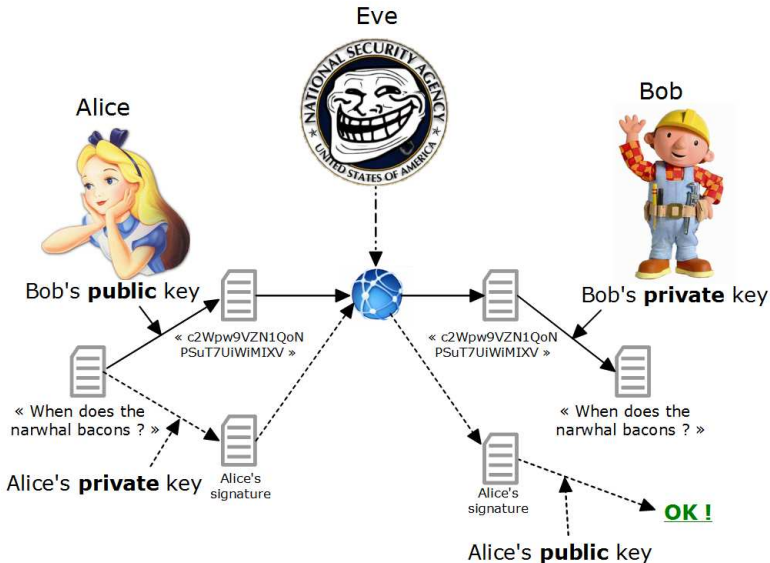 Eve
NATIONAL SECURITY AGENCY
UNITED STATES OF AMERICA
Alice
Bob
Bob's public key
Bob's private key
« c2Wpw9VZN1QoN
PSuT7UiWiMIXV »
« c2Wpw9VZN1QoN
PSuT7UiWiMIXV »
« When does the
narwhal bacons ? »
« When does the
narwhal bacons ? »
Alice's private key
Alice's
signature
Alice's
signature
OK !
Alice's public key